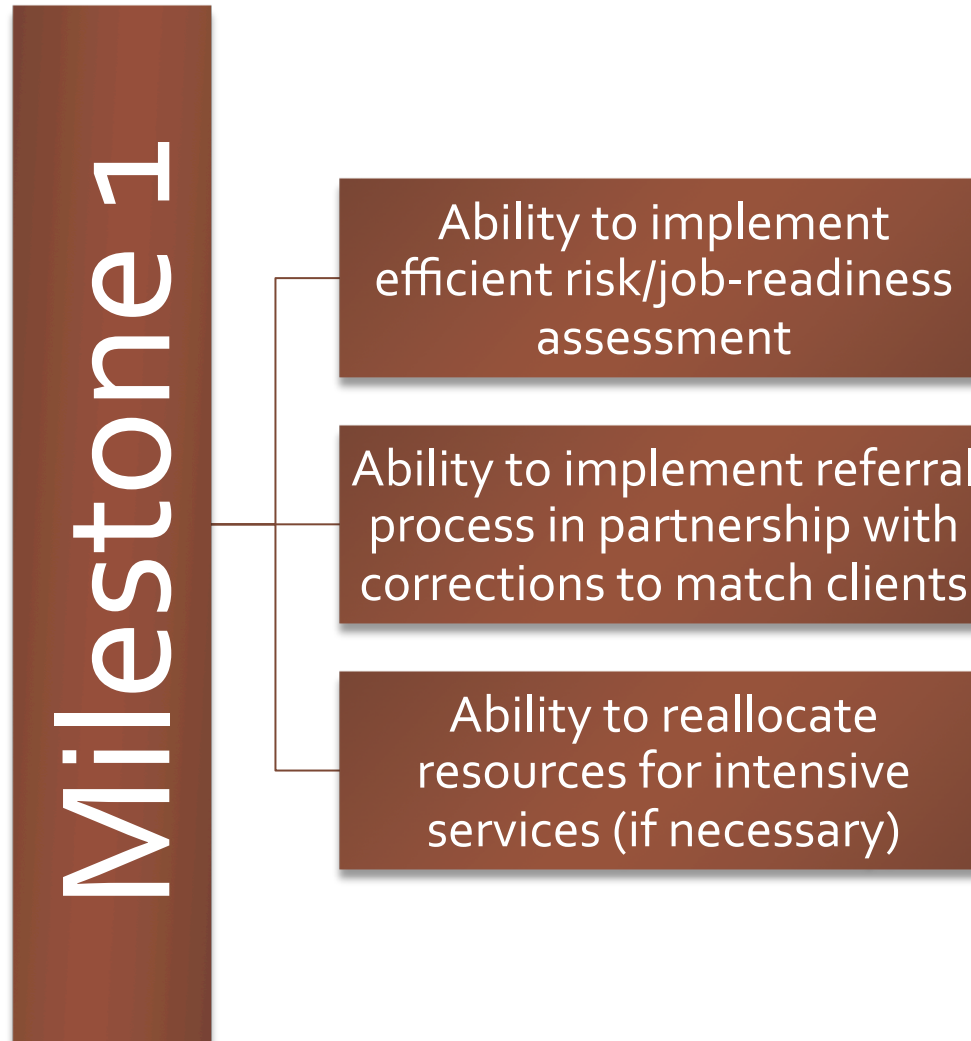 Milestone 1
Ability to implement
efficient risk/job-readiness
assessment
Ability to implement referral
process in partnership with
corrections to match clients
Ability to reallocate
resources for intensive
services (if necessary)